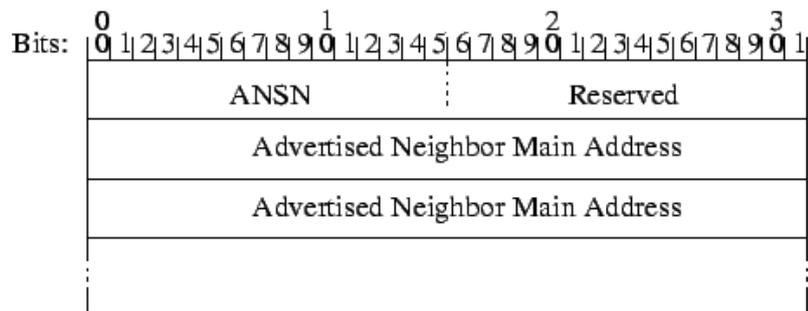 0 1 2 3
Bits: 0 1 2 3 4 5 6 7 8 9 0 1 2 3 4 5 6 7 8 9 0 1 2 3 4 5 6 7 8 9 0 1
ANSN Reserved
Advertised Neighbor Main Address
Advertised Neighbor Main Address